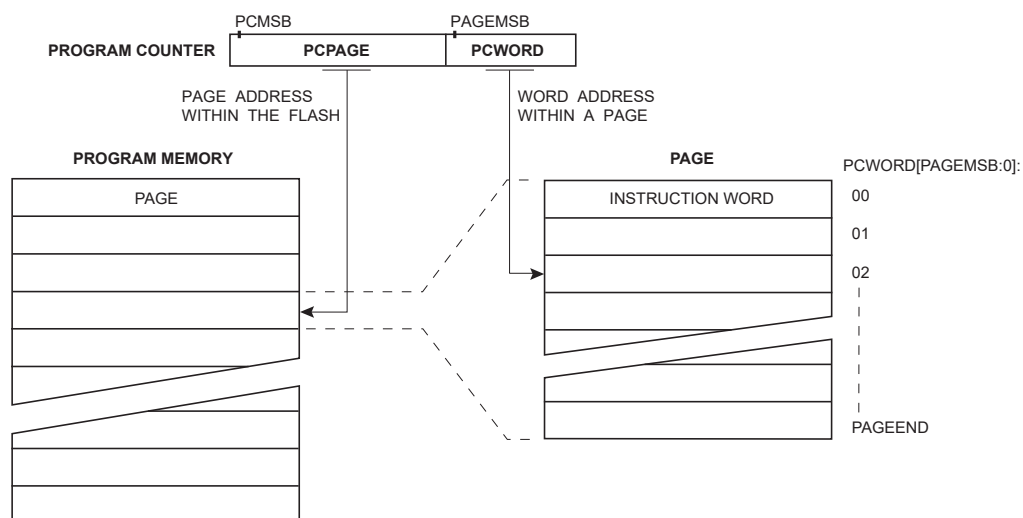 PCMSB
PAGEMSB
PROGRAM COUNTER
PCPAGE
PCWORD
PAGE ADDRESS
WITHIN THE FLASH
WORD ADDRESS
WITHIN A PAGE
PROGRAM MEMORY
PAGE
PCWORD[PAGEMSB:0]:
PAGE
INSTRUCTION WORD
00
01
02
PAGEEND